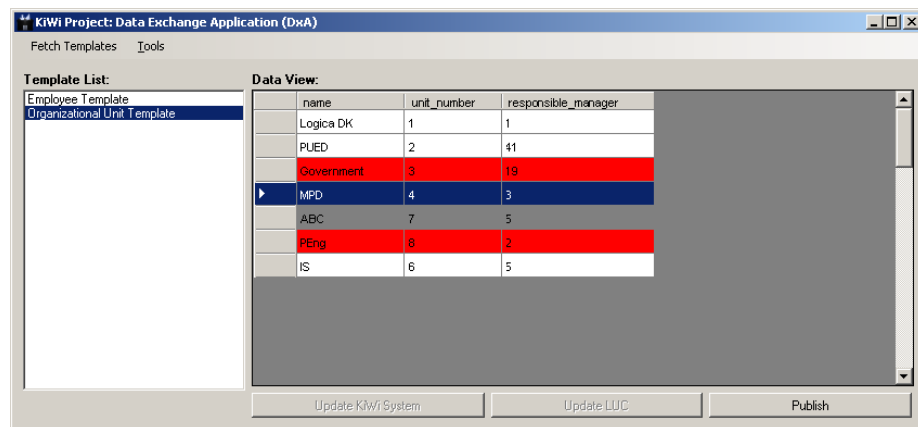 KiWi Project: Data Exchange Application (DxA)
Fetch Templates Tools
Template List: Data View:
Employee Template
Organizational Unit Template
name unit_number responsible_manager
Logica DK 1 1
PUED 2 41
Government 3 19
MPD 4 3
ABC 7 5
PEng 8 2
IS 6 5
Update KiWi System Update LUC Publish